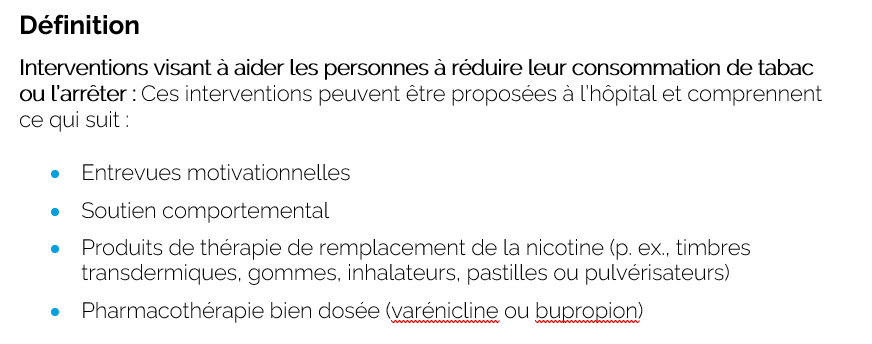 Définition
Interventions visant à aider les personnes à réduire leur consommation de tabac
ou l'arrêter : Ces interventions peuvent être proposées à l'hôpital et comprennent
ce qui suit :
• Entrevues motivationnelles
• Soutien comportemental
• Produits de thérapie de remplacement de la nicotine (p. ex., timbres
transdermiques, gommes, inhalateurs, pastilles ou pulvérisateurs)
• Pharmacothérapie bien dosée (varénicline ou bupropion)